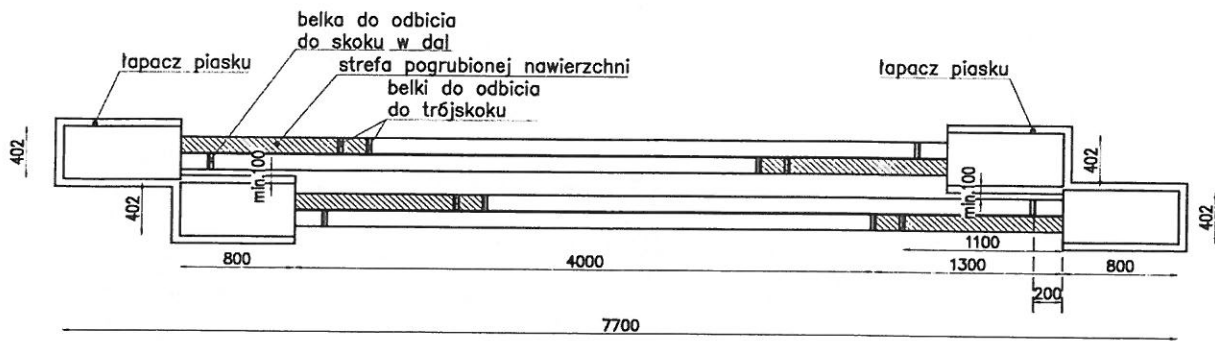 belka do odbicia
do skoku w dal
łapacz piasku
strefa pogrubionej nawierzchni
belki do odbicia
do trójskoku
łapacz piasku
402
402
min.100
min.100
402
402
1100
800
4000
1300
800
200
7700